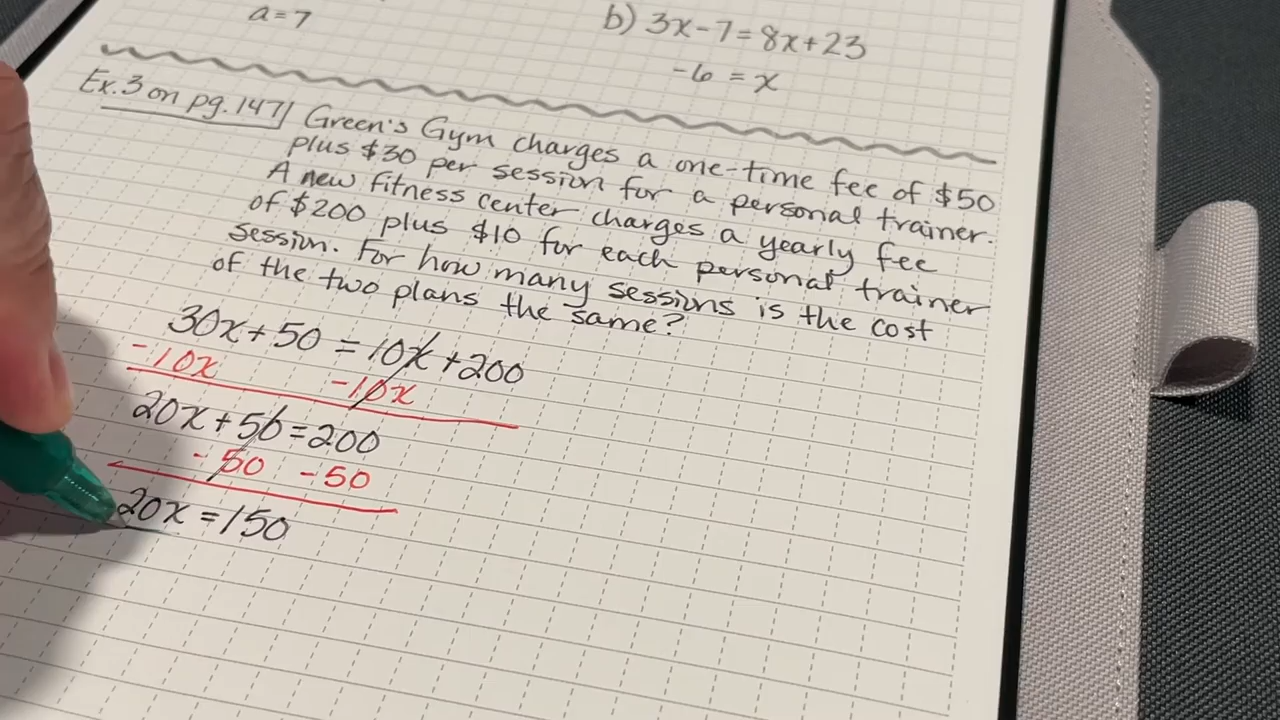 a=7
b) 3x-7=8x+23
-6 = x
Ex.3 on pg.147/ Green's Gym charges a one-time fee of $50
plus $30 per session for a personal trainer.
A new fitness center charges a yearly fee
of $200 plus $10 for each personal trainer
session. For how many sessions is the cost
of the two plans the same?
30x+50=10x+200
-10x -10x
20x+50=200
-50 -50
20x=150